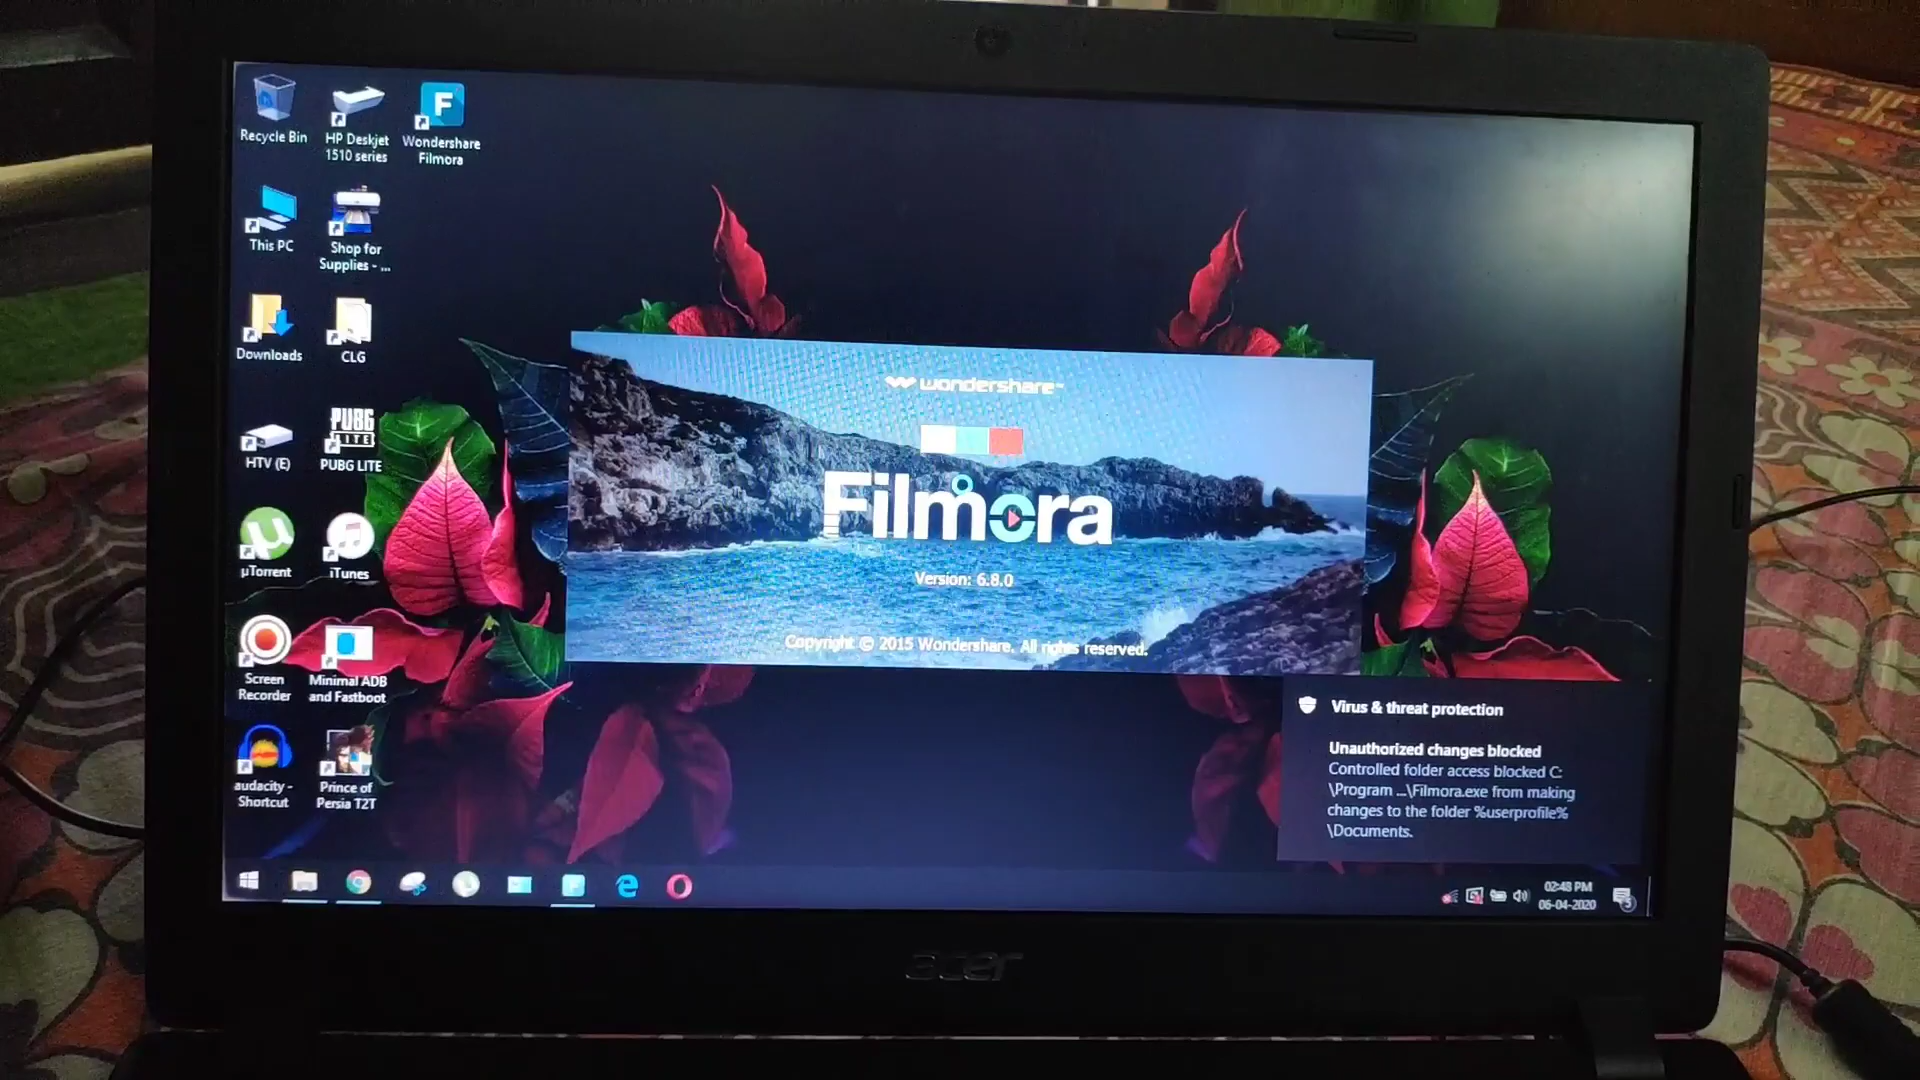 Recycle Bin
HP Deskjet
1510 series
F
Wondershare
Filmora
This PC
Shop for
Supplies - ...
Downloads
CLG
HTV (E)
PUBG
LITE
PUBG LITE
µTorrent
iTunes
Screen
Recorder
Minimal ADB
and Fastboot
audacity -
Shortcut
Prince of
Persia T2T
wondershare™
Filmora
Version: 6.8.0
Copyright © 2015 Wondershare. All rights reserved.
Virus & threat protection
Unauthorized changes blocked
Controlled folder access blocked C:
\Program ...\Filmora.exe from making
changes to the folder %userprofile%
\Documents.
02:48 PM
06-04-2020
5
acer